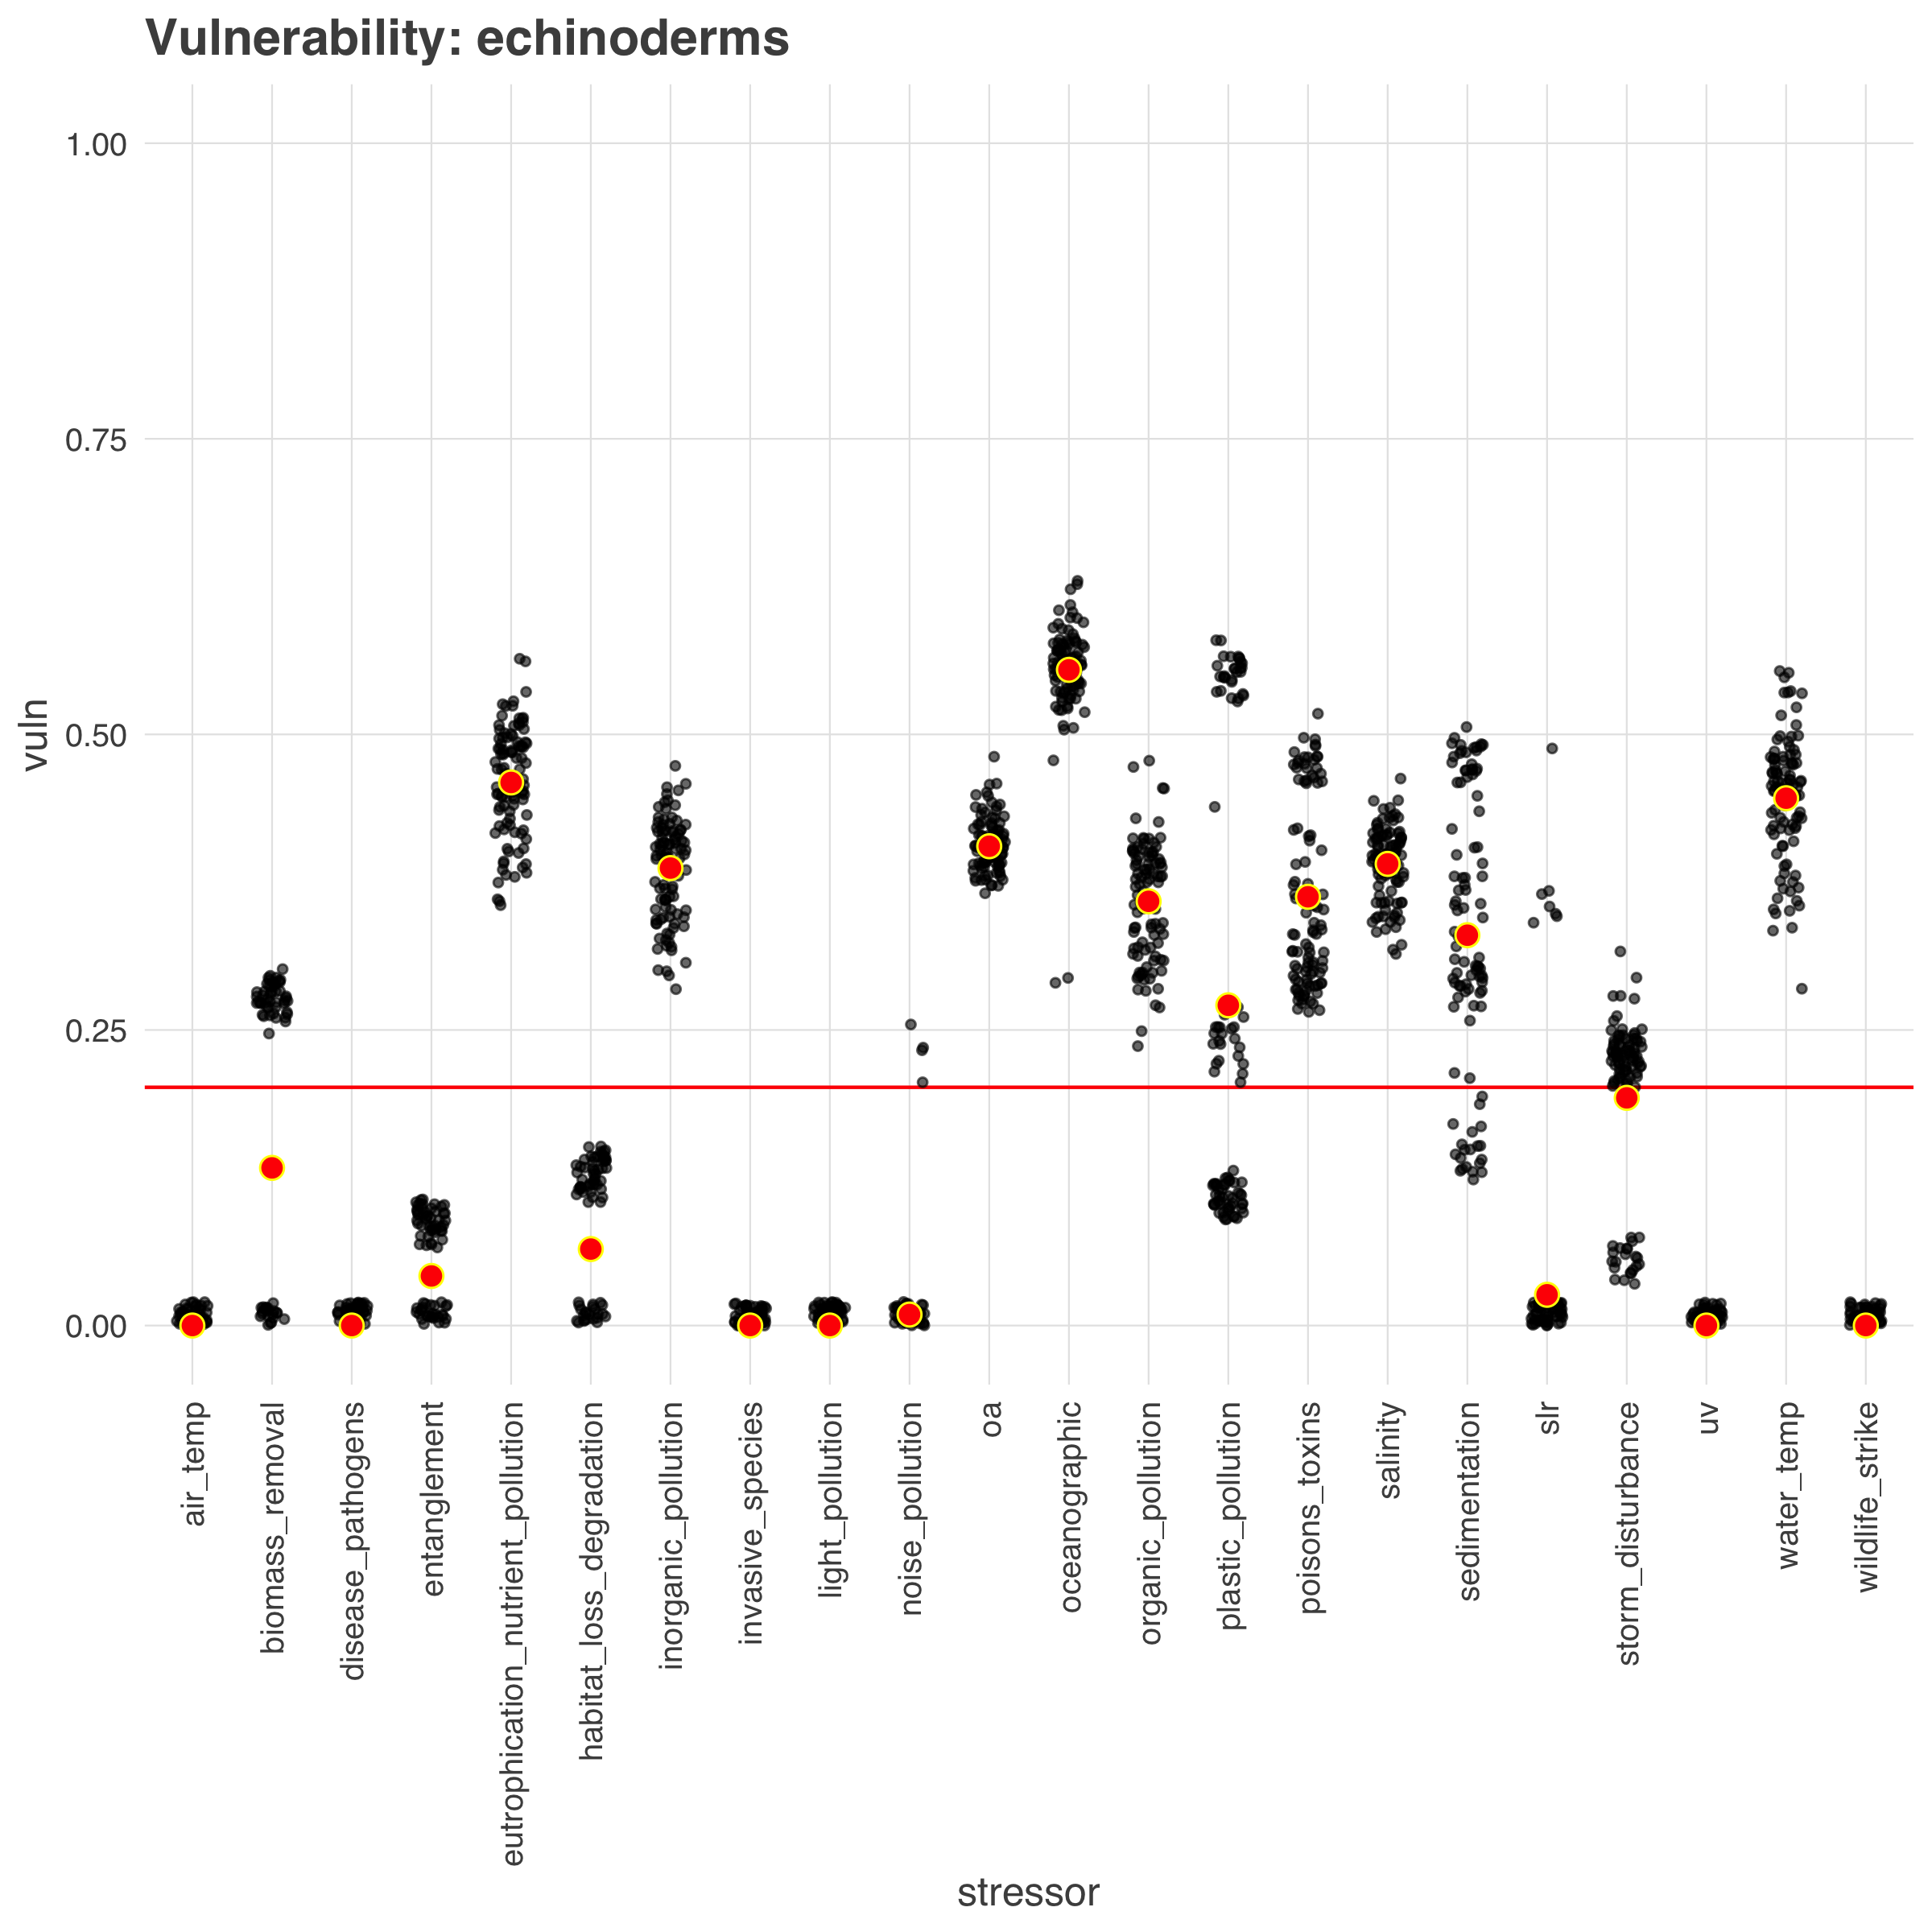 Vulnerability: echinoderms
1.00
0.75
0.50
0.25
0.00
vuln
air_temp
biomass_removal
disease_pathogens
entanglement
eutrophication_nutrient_pollution
habitat_loss_degradation
inorganic_pollution
invasive_species
light_pollution
noise_pollution
oa
oceanographic
organic_pollution
plastic_pollution
poisons_toxins
salinity
sedimentation
slr
storm_disturbance
uv
water_temp
wildlife_strike
stressor